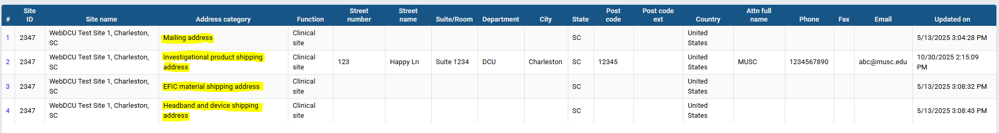 # Site ID Site name Address category Function Street number Street name Suite/Room Department City State Post code Post code ext Country Attn full name Phone Fax Email Updated on
1 2347 WebDCU Test Site 1, Charleston, SC Mailing address Clinical site SC United States 5/13/2025 3:04:28 PM
2 2347 WebDCU Test Site 1, Charleston, SC Investigational product shipping address Clinical site 123 Happy Ln Suite 1234 DCU Charleston SC 12345 United States MUSC 1234567890 abc@musc.edu 10/30/2025 2:15:09 PM
3 2347 WebDCU Test Site 1, Charleston, SC EFIC material shipping address Clinical site SC United States 5/13/2025 3:08:32 PM
4 2347 WebDCU Test Site 1, Charleston, SC Headband and device shipping address Clinical site SC United States 5/13/2025 3:08:43 PM